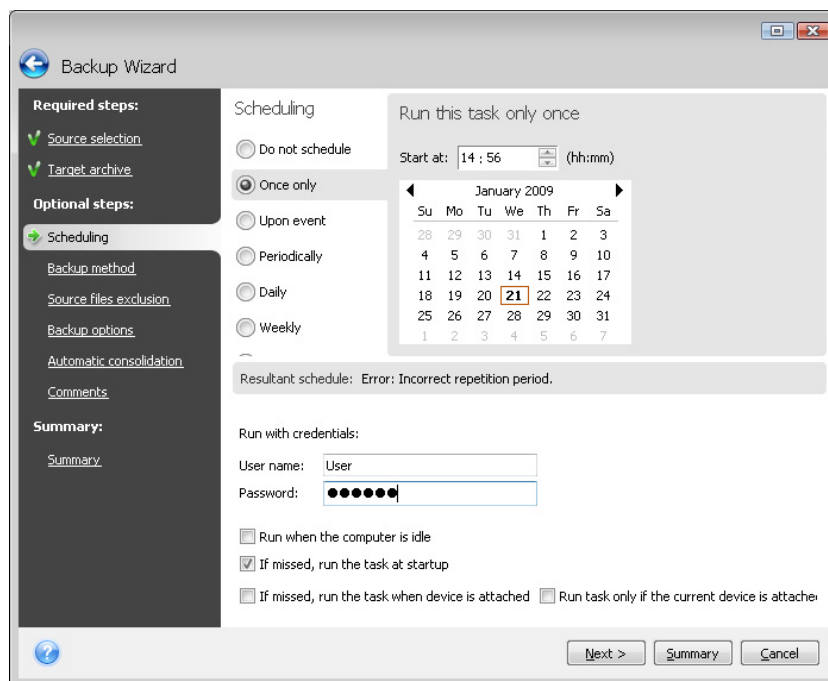 Backup Wizard
Required steps:
Source selection
Target archive
Optional steps:
Scheduling
Backup method
Source files exclusion
Backup options
Automatic consolidation
Comments
Summary:
Summary
Scheduling
Do not schedule
Once only
Upon event
Periodically
Daily
Weekly
Run this task only once
Start at: 14 : 56 (hh:mm)
January 2009
Su Mo Tu We Th Fr Sa
28 29 30 31 1 2 3
4 5 6 7 8 9 10
11 12 13 14 15 16 17
18 19 20 21 22 23 24
25 26 27 28 29 30 31
1 2 3 4 5 6 7
Resultant schedule: Error: Incorrect repetition period.
Run with credentials:
User name: User
Password: ●●●●●●
Run when the computer is idle
If missed, run the task at startup
If missed, run the task when device is attached Run task only if the current device is attache
? Next > Summary Cancel